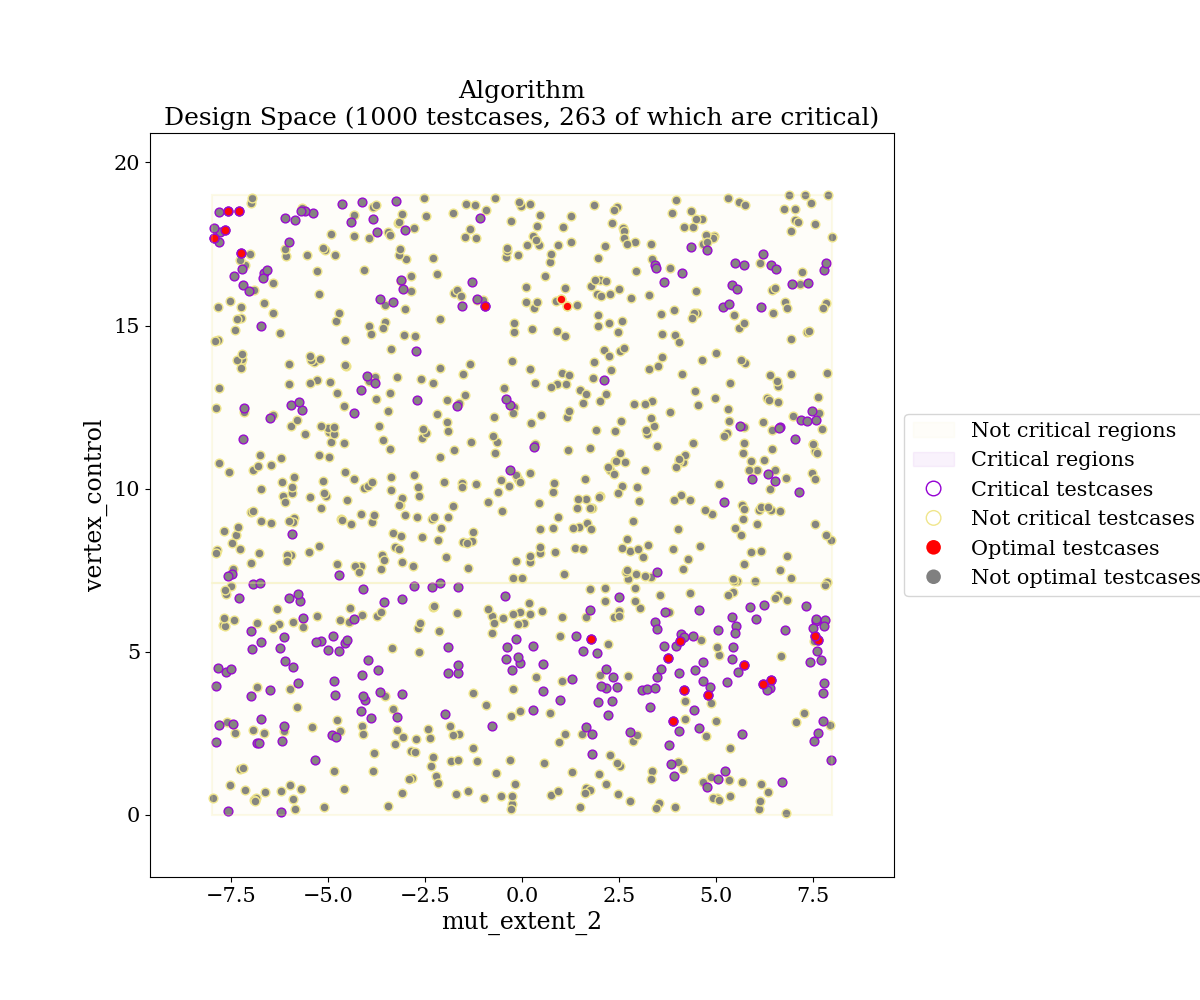 Algorithm
Design Space (1000 testcases, 263 of which are critical)
20
15
10
5
0
vertex_control
−7.5
−5.0
−2.5
0.0
2.5
5.0
7.5
mut_extent_2
Not critical regions
Critical regions
Critical testcases
Not critical testcases
Optimal testcases
Not optimal testcases